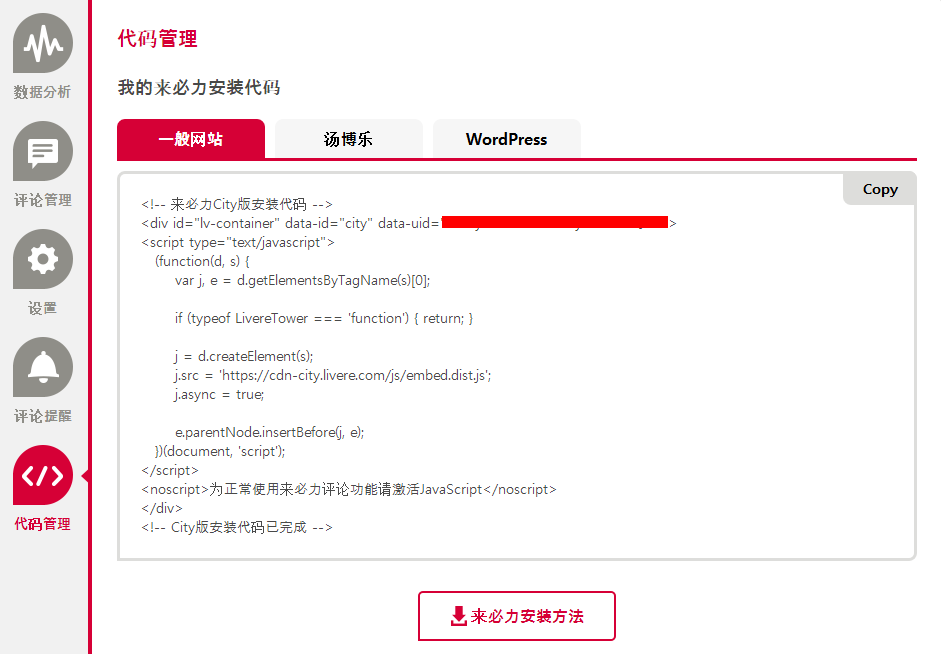 代码管理
我的来必力安装代码
一般网站
汤博乐
WordPress
Copy
<!-- 来必力City版安装代码 -->
<div id="lv-container" data-id="city" data-uid=>
<script type="text/javascript">
(function(d, s) {
var j, e = d.getElementsByTagName(s)[0];
if (typeof LivereTower === 'function') { return; }
j = d.createElement(s);
j.src = 'https://cdn-city.livere.com/js/embed.dist.js';
j.async = true;
e.parentNode.insertBefore(j, e);
})(document, 'script');
</script>
<noscript>为正常使用来必力评论功能请激活JavaScript</noscript>
</div>
<!-- City版安装代码已完成 -->
来必力安装方法
数据分析
评论管理
设置
评论提醒
代码管理